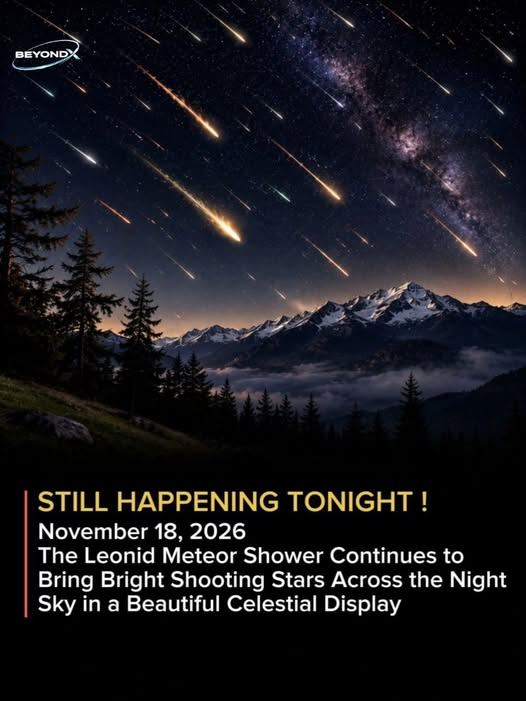 BEYONDX
STILL HAPPENING TONIGHT !
November 18, 2026
The Leonid Meteor Shower Continues to
Bring Bright Shooting Stars Across the Night
Sky in a Beautiful Celestial Display